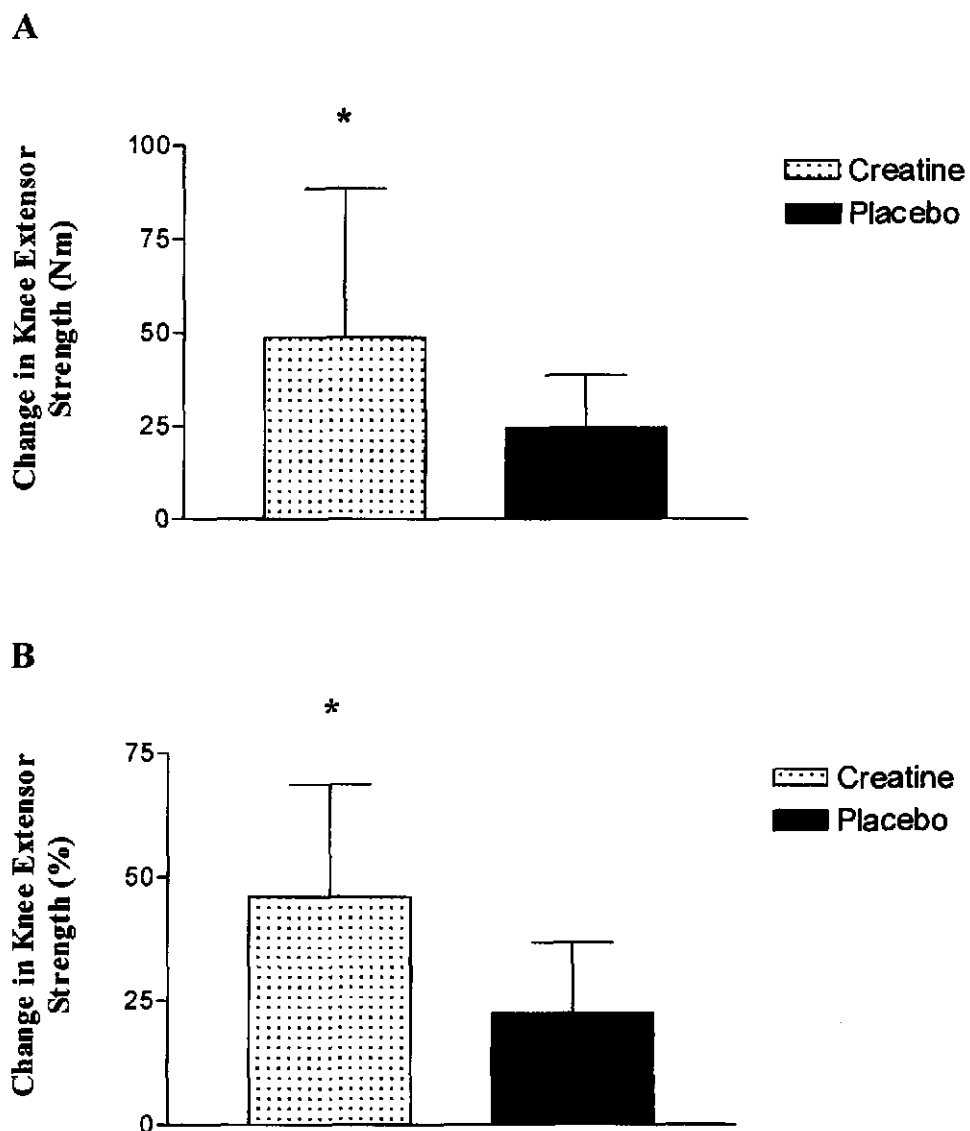 A
*
Change in Knee Extensor
Strength (Nm)
100
75
50
25
0
Creatine
Placebo
B
*
Change in Knee Extensor
Strength (%)
75
50
25
0
Creatine
Placebo